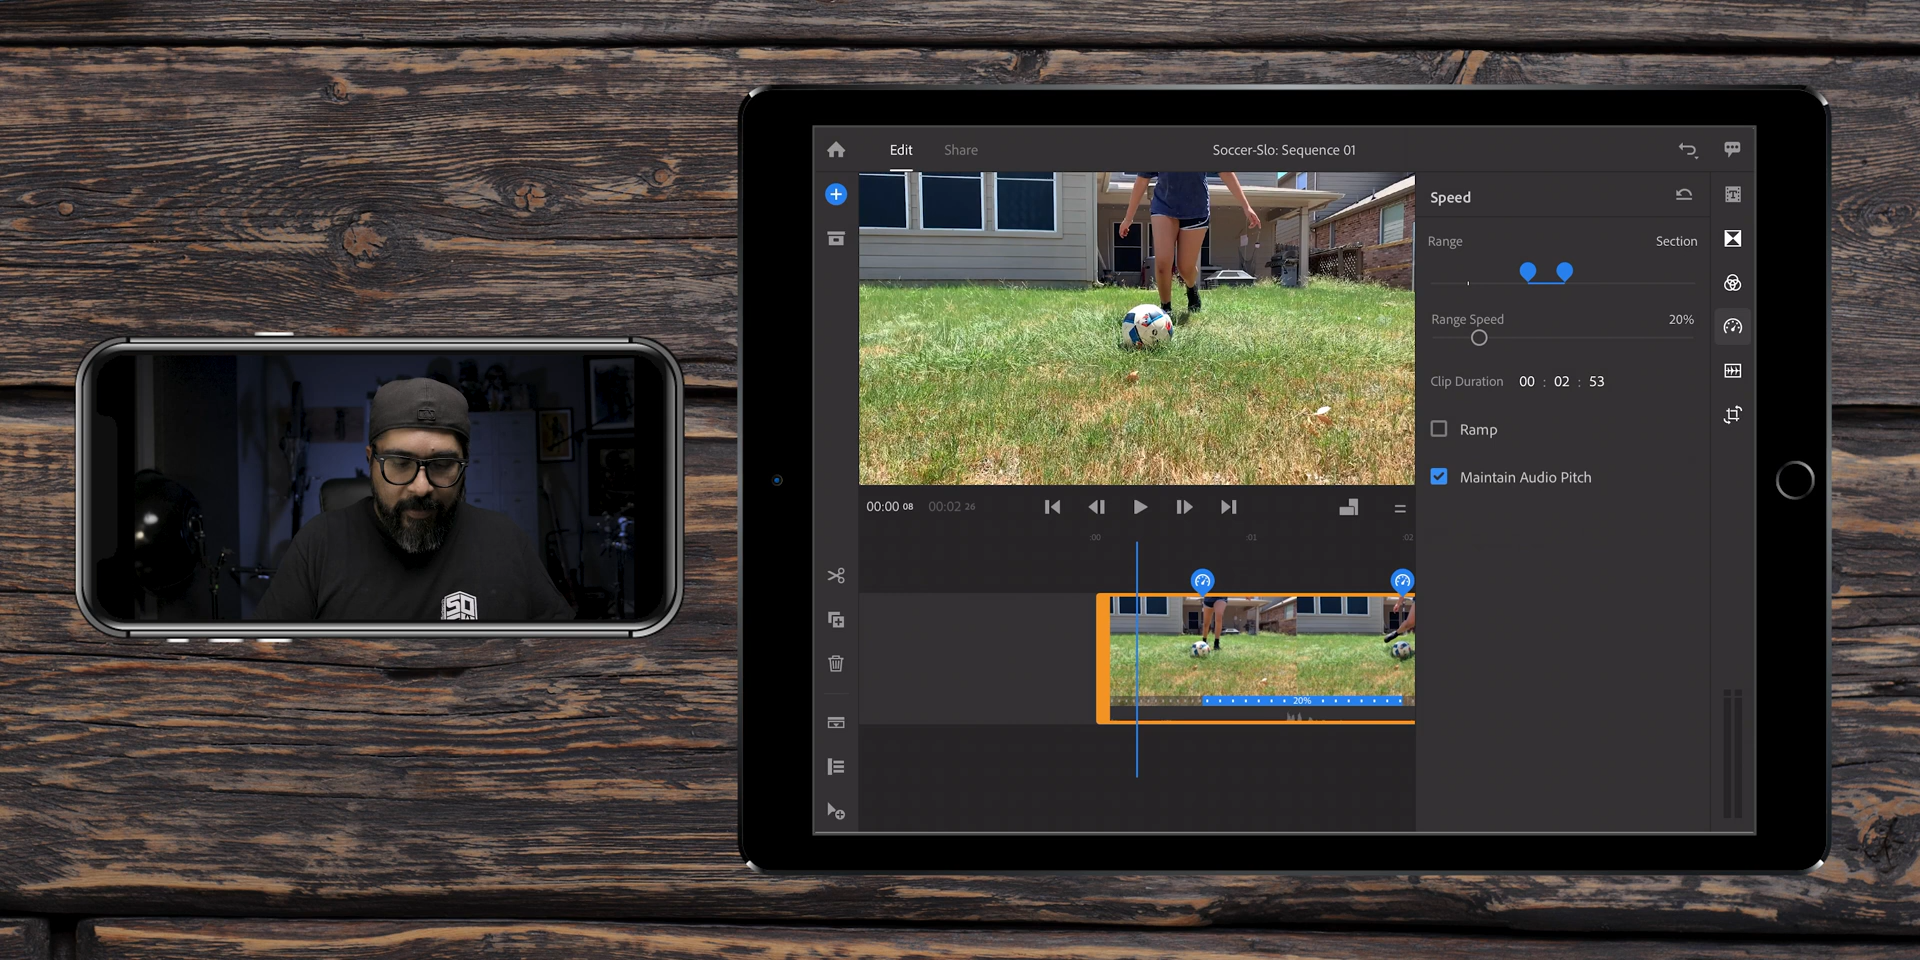 Edit
Share
Soccer-Slo: Sequence 01
Speed
Range
Section
Range Speed
20%
Clip Duration 00 : 02 : 53
Ramp
Maintain Audio Pitch
00:00 08
00:02 26
:00
:01
:02
20%
SO